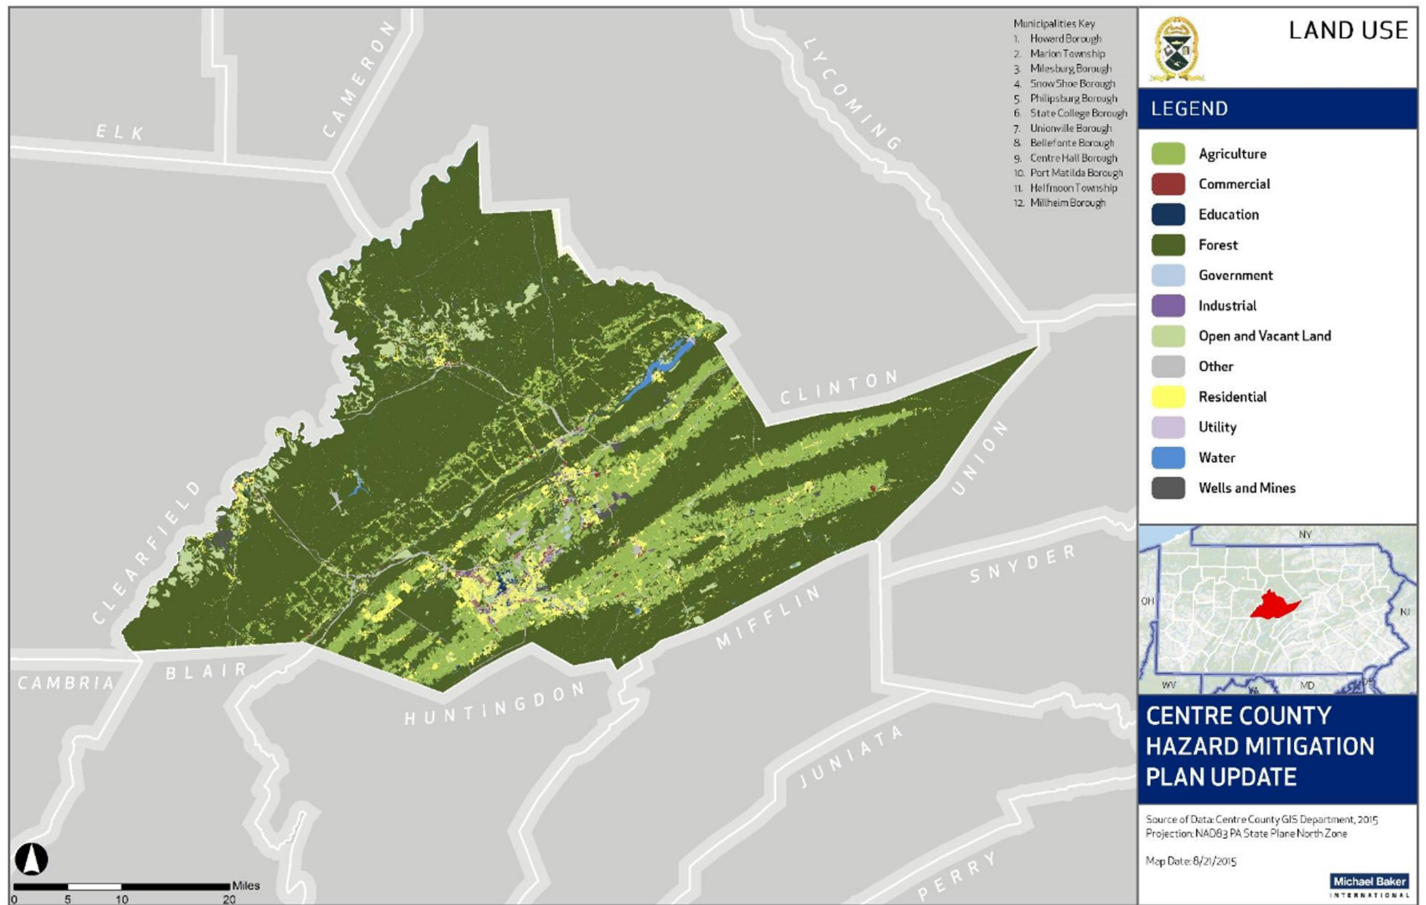 ELK
CAMERON
LYCOMING
CLINTON
UNION
CLEARFIELD
SNYDER
MIFFLIN
BLAIR
CAMBRIA
HUNTINGDON
JUNIATA
PERRY
Municipalities Key
1. Howard Borough
2. Marion Township
3. Milesburg Borough
4. Snow Shoe Borough
5. Philipsburg Borough
6. State College Borough
7. Unionville Borough
8. Bellefonte Borough
9. Centre Hall Borough
10. Port Matilda Borough
11. Halfmoon Township
12. Millheim Borough
Miles
0 5 10 20
LAND USE
LEGEND
Agriculture
Commercial
Education
Forest
Government
Industrial
Open and Vacant Land
Other
Residential
Utility
Water
Wells and Mines
NY
OH
NJ
WV
MD
CENTRE COUNTY
HAZARD MITIGATION
PLAN UPDATE
Source of Data: Centre County GIS Department, 2015
Projection: NAD83 PA State Plane North Zone
Map Date: 8/21/2015
Michael Baker
INTERNATIONAL